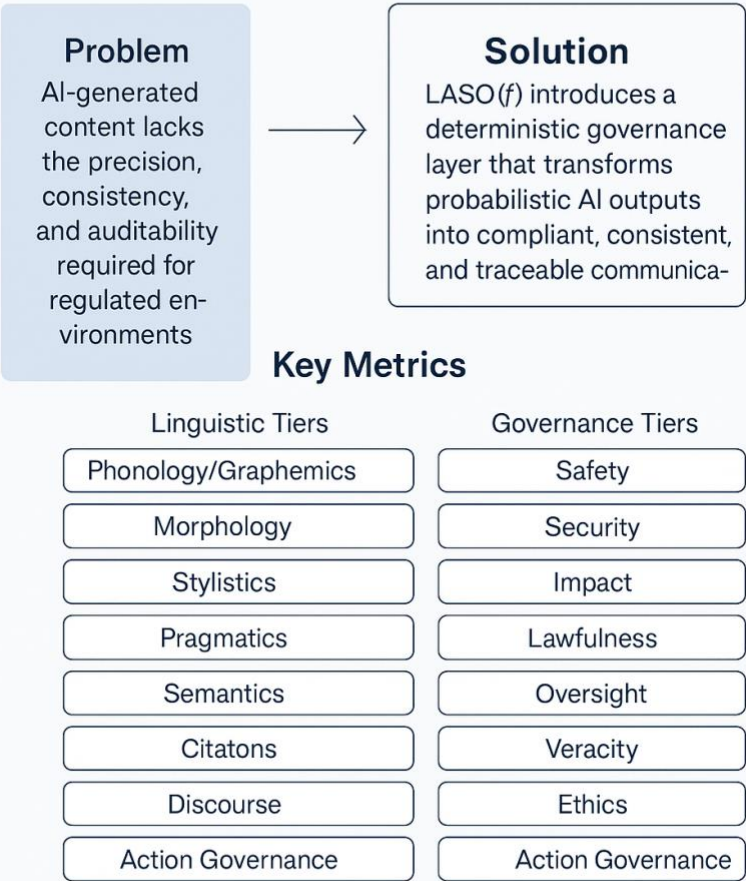 Problem
AI-generated
content lacks
the precision,
consistency,
and auditability
required for
regulated en-
vironments
Solution
LASO(f) introduces a
deterministic governance
layer that transforms
probabilistic AI outputs
into compliant, consistent,
and traceable communica-
Key Metrics
Linguistic Tiers
Phonology/Graphemics
Morphology
Stylistics
Pragmatics
Semantics
Citatons
Discourse
Action Governance
Governance Tiers
Safety
Security
Impact
Lawfulness
Oversight
Veracity
Ethics
Action Governance